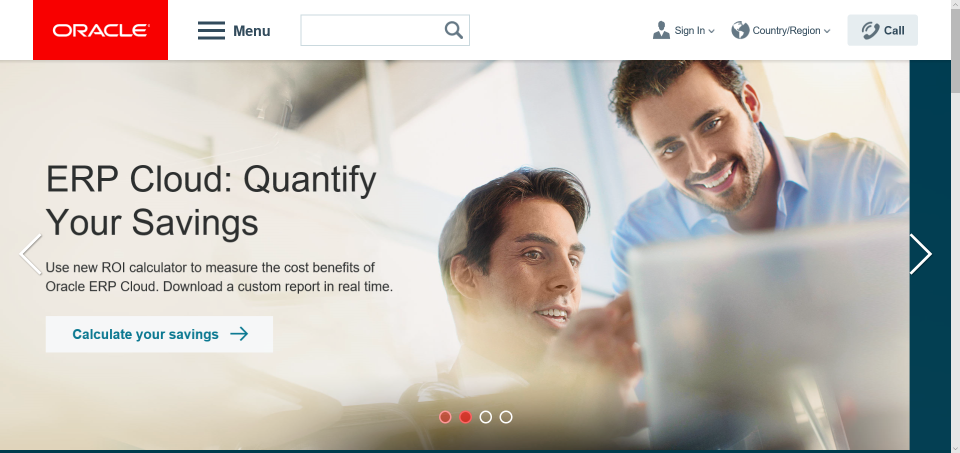 ORACLE
Menu
Sign In
Country/Region
Call
ERP Cloud: Quantify
Your Savings
Use new ROI calculator to measure the cost benefits of
Oracle ERP Cloud. Download a custom report in real time.
Calculate your savings